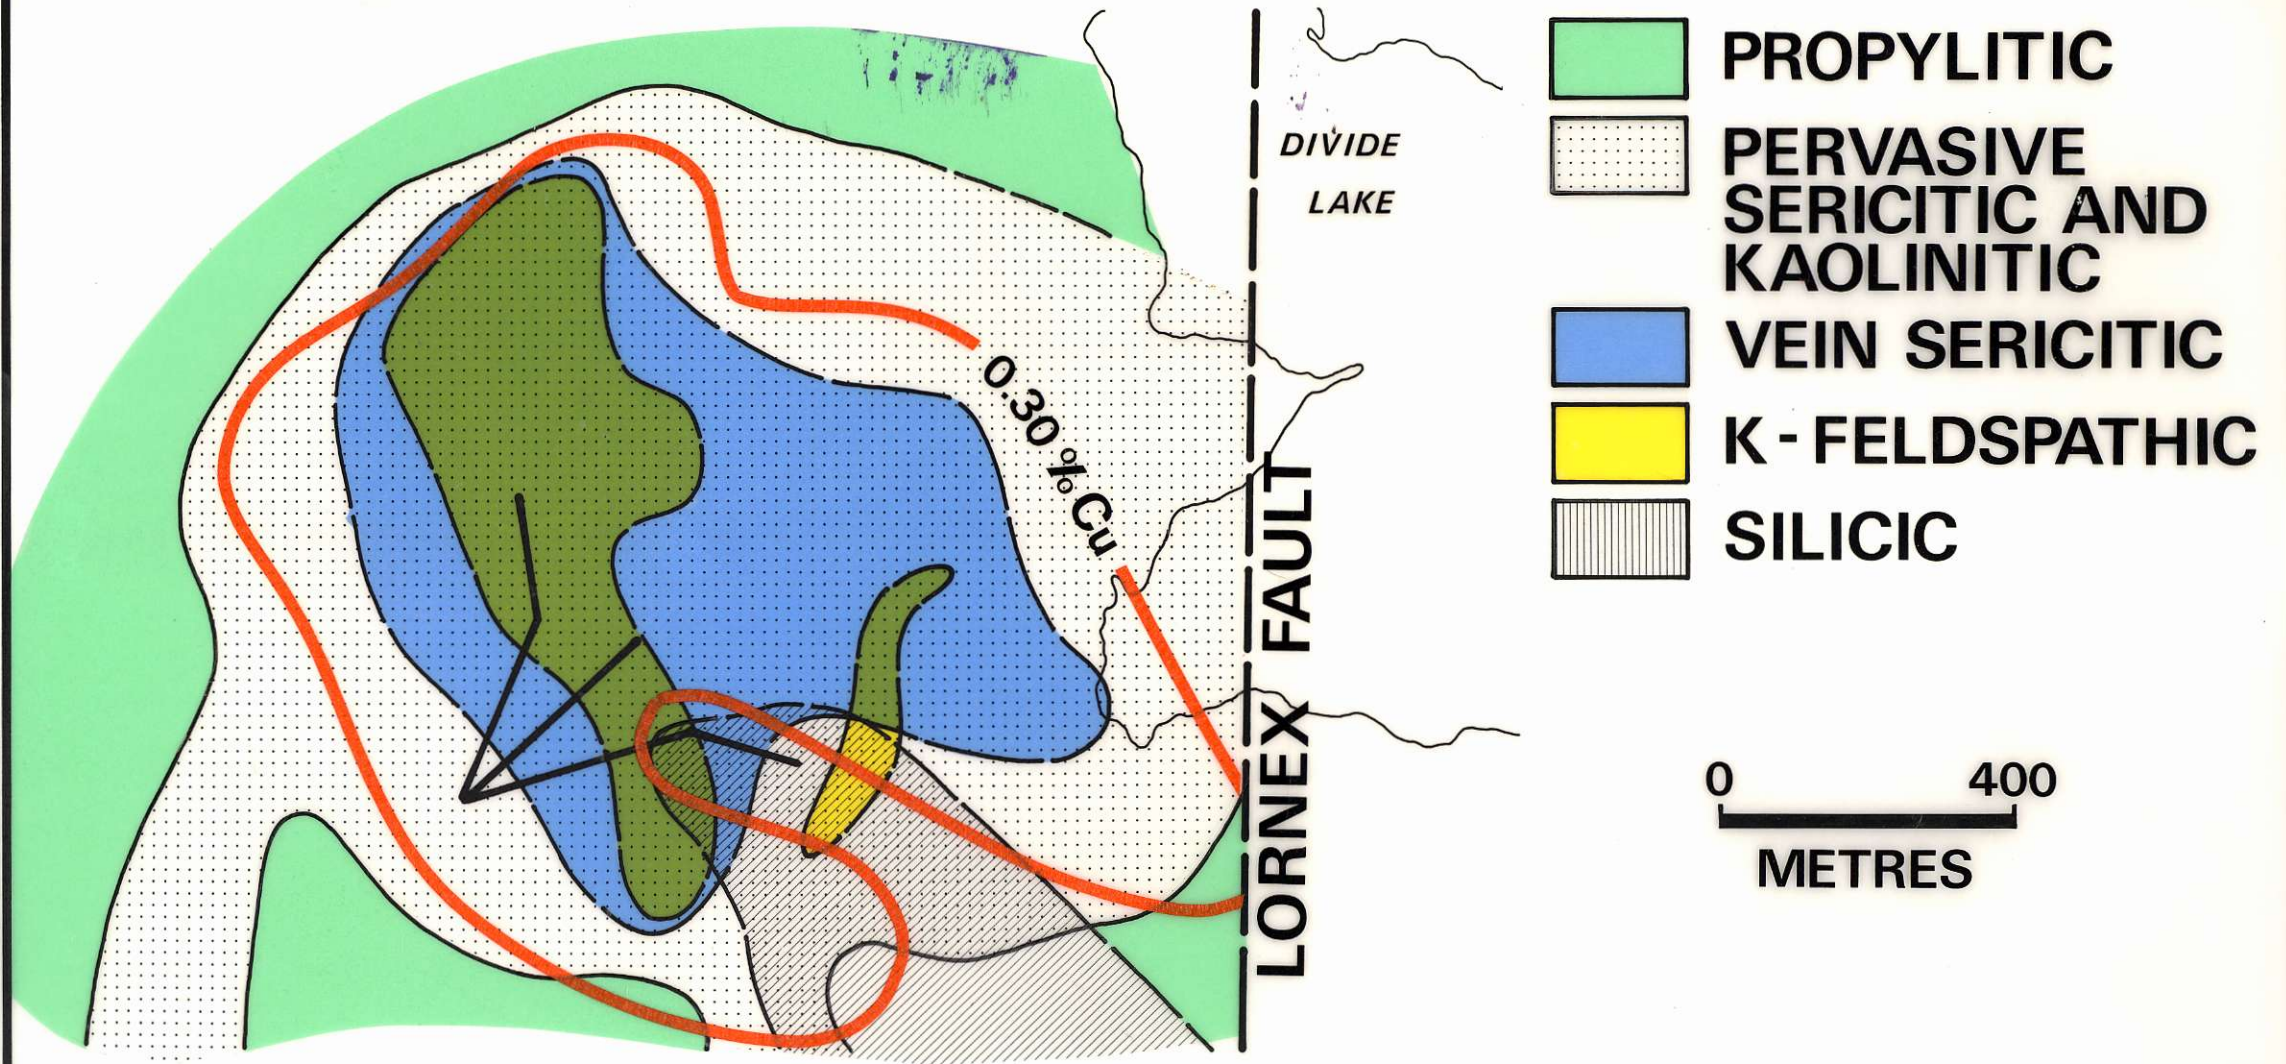 PROPYLITIC
PERVASIVE
SERICITIC AND
KAOLINITIC
VEIN SERICITIC
K-FELDSPATHIC
SILICIC
DIVIDE
LAKE
0.30% Cu
LORNEX FAULT
0 400
METRES